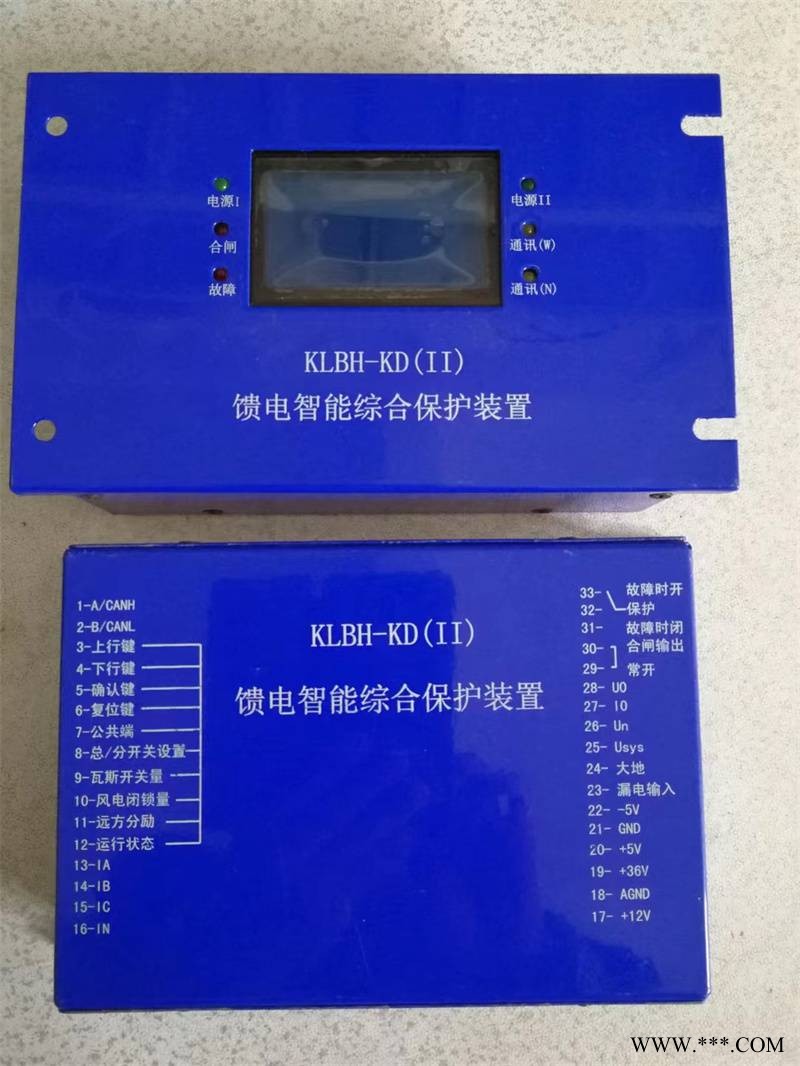 电源I
合闸
故障
电源II
通讯(W)
通讯(N)
KLBH-KD(II)
馈电智能综合保护装置
1-A/CANH
2-B/CANL
3-上行键
4-下行键
5-确认键
6-复位键
7-公共端
8-总/分开关设置
9-瓦斯开关量
10-风电闭锁量
11-远方分励
12-运行状态
13-IA
14-IB
15-IC
16-IN
KLBH-KD(II)
馈电智能综合保护装置
33- 故障时开
32- 保护
31- 故障时闭
30- 合闸输出
29- 常开
28- U0
27- I0
26- Un
25- Usys
24- 大地
23- 漏电输入
22- -5V
21- GND
20- +5V
19- +36V
18- AGND
17- +12V
WWW.***.COM